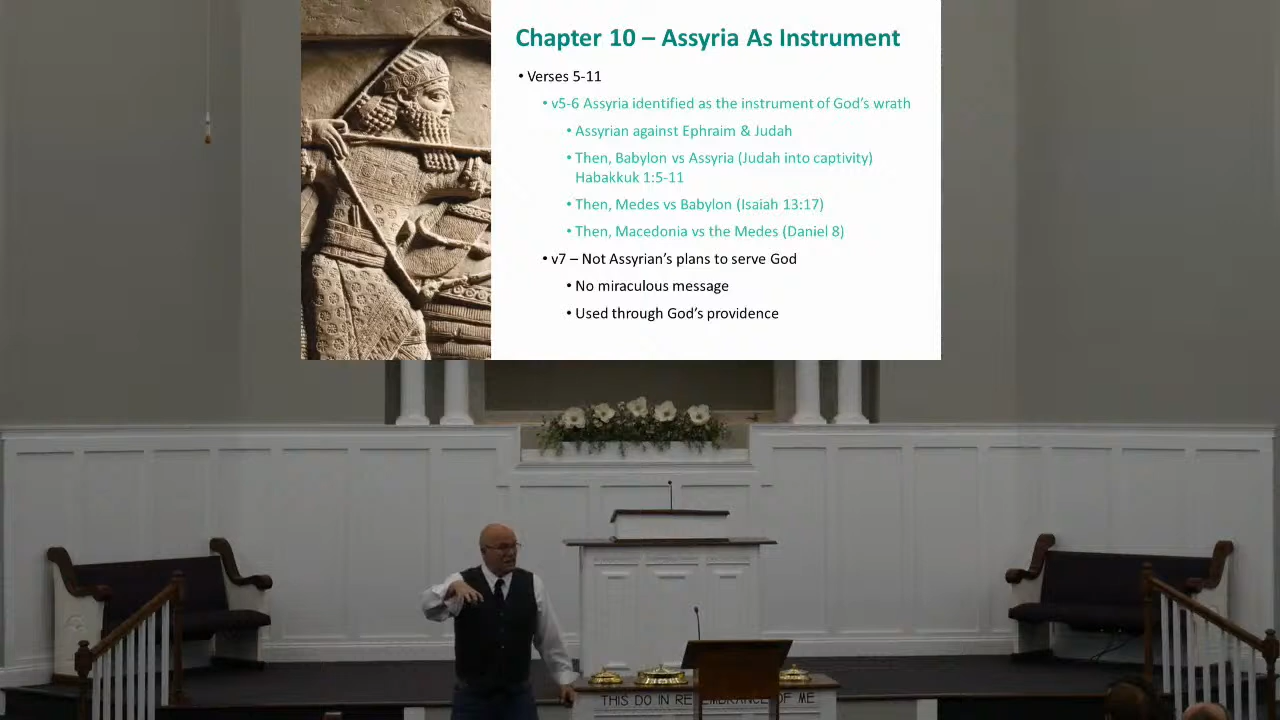 Chapter 10 – Assyria As Instrument
• Verses 5-11
• v5-6 Assyria identified as the instrument of God's wrath
• Assyrian against Ephraim & Judah
• Then, Babylon vs Assyria (Judah into captivity)
Habakkuk 1:5-11
• Then, Medes vs Babylon (Isaiah 13:17)
• Then, Macedonia vs the Medes (Daniel 8)
• v7 – Not Assyrian's plans to serve God
• No miraculous message
• Used through God's providence
THIS DO IN REMEMBRANCE OF ME